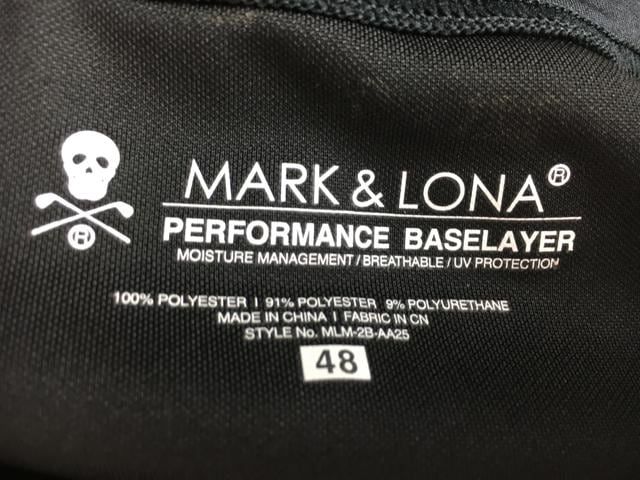 MARK & LONA®
®
PERFORMANCE BASELAYER
MOISTURE MANAGEMENT / BREATHABLE / UV PROTECTION
100% POLYESTER I 91% POLYESTER 9% POLYURETHANE
MADE IN CHINA I FABRIC IN CN
STYLE No. MLM-2B-AA25
48